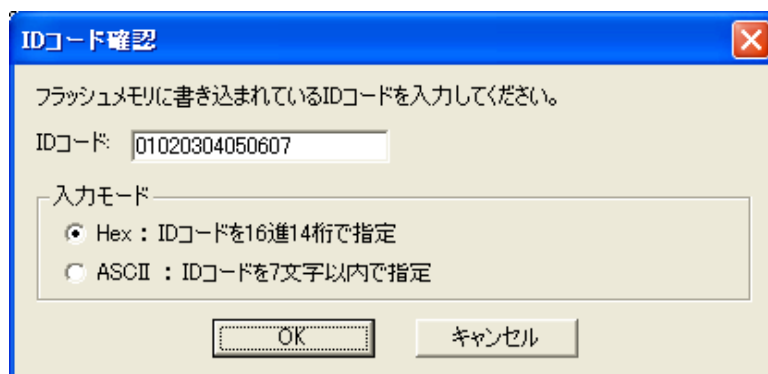 IDコード確認
フラッシュメモリに書き込まれているIDコードを入力してください。
IDコード: 01020304050607
入力モード
Hex : IDコードを16進14桁で指定
ASCII : IDコードを7文字以内で指定
OK キャンセル